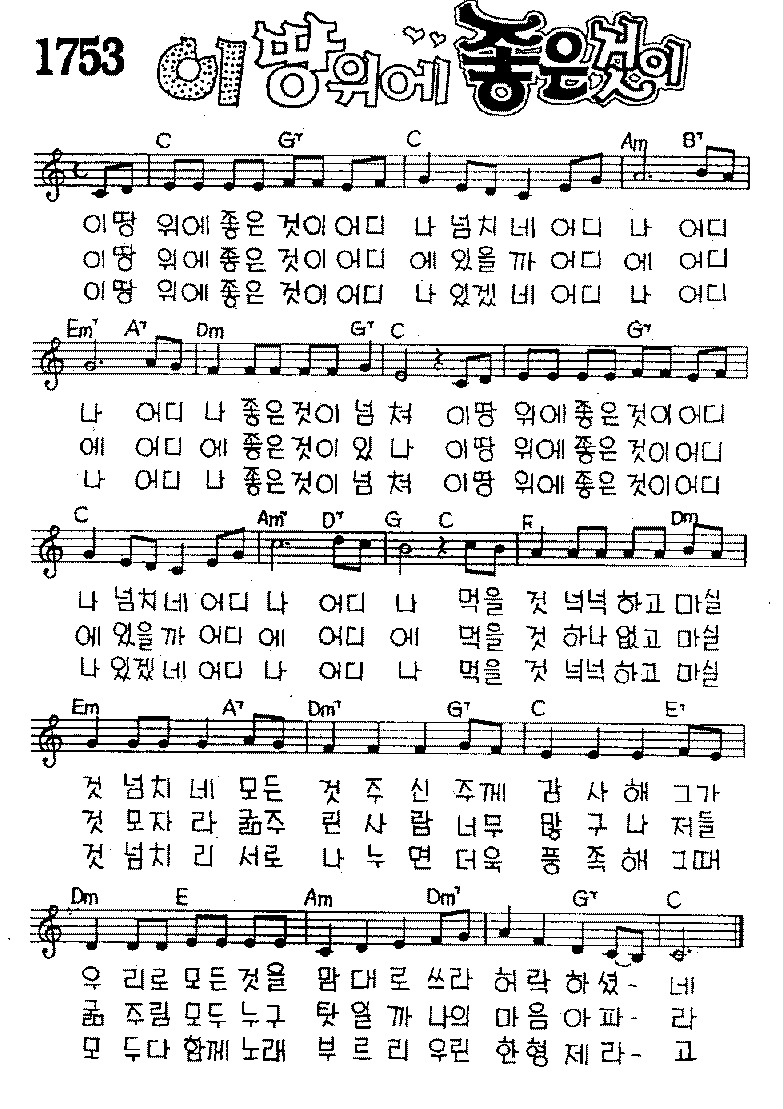 1753 이 땅 위에 좋은 것이
C G7 C Am B7
이 땅 위에 좋은 것이 어디 나 넘치 네 어디 나 어디
이 땅 위에 좋은 것이 어디 에 있을 까 어디 에 어디
이 땅 위에 좋은 것이 어디 나 있겠 네 어디 나 어디
Em7 A7 Dm G7 C G7
나 어디 나 좋은 것이 넘 쳐 이 땅 위에 좋은 것이 어디
에 어디 에 좋은 것이 있 나 이 땅 위에 좋은 것이 어디
나 어디 나 좋은 것이 넘 쳐 이 땅 위에 좋은 것이 어디
C Am7 D7 G C F Dm
나 넘치 네 어디 나 어디 나 먹을 것 넉넉 하고 마실
에 있을 까 어디 에 어디 에 먹을 것 하나 없고 마실
나 있겠 네 어디 나 어디 나 먹을 것 넉넉 하고 마실
Em A7 Dm7 G7 C E7
것 넘치 네 모든 것 주 신 주께 감 사 해 그가
것 모자 라 굶주 린 사 람 너무 많 구 나 저들
것 넘치 리 서로 나 누 면 더욱 풍 족 해 그때
Dm E Am Dm7 G7 C
우 리로 모든 것을 맘 대 로 쓰라 허 락 하 셨- 네
굶 주림 모두 누구 탓 일 까 나의 마 음 아 파- 라
모 두다 함께 노래 부 르 리 우린 한 형 제 라- 고